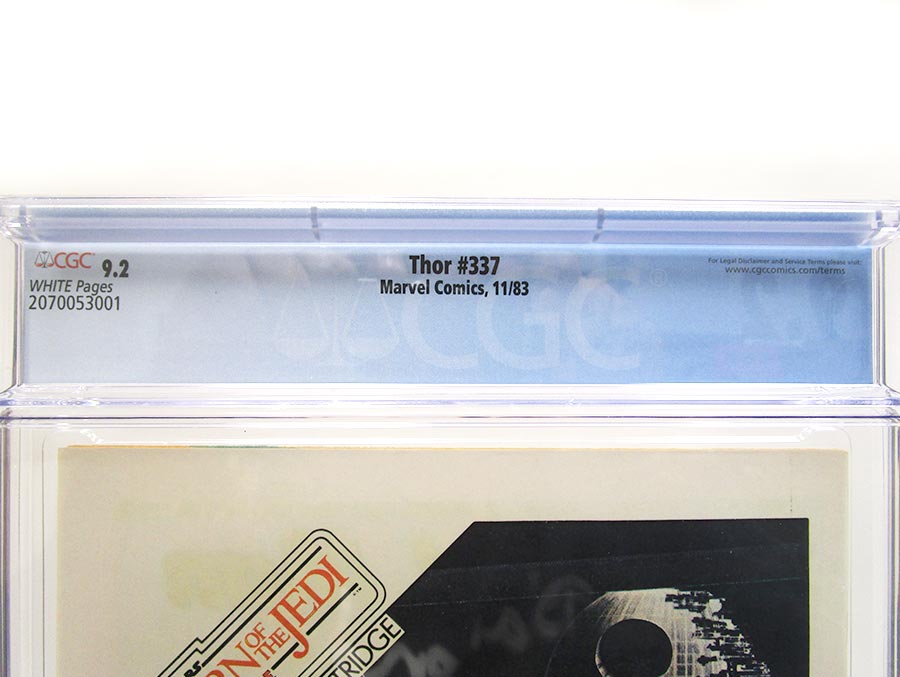 CGC 9.2
WHITE Pages
2070053001
Thor #337
Marvel Comics, 11/83
For Legal Disclaimer and Service Terms please visit:
www.cgccomics.com/terms
CGC
OF
THE JEDI